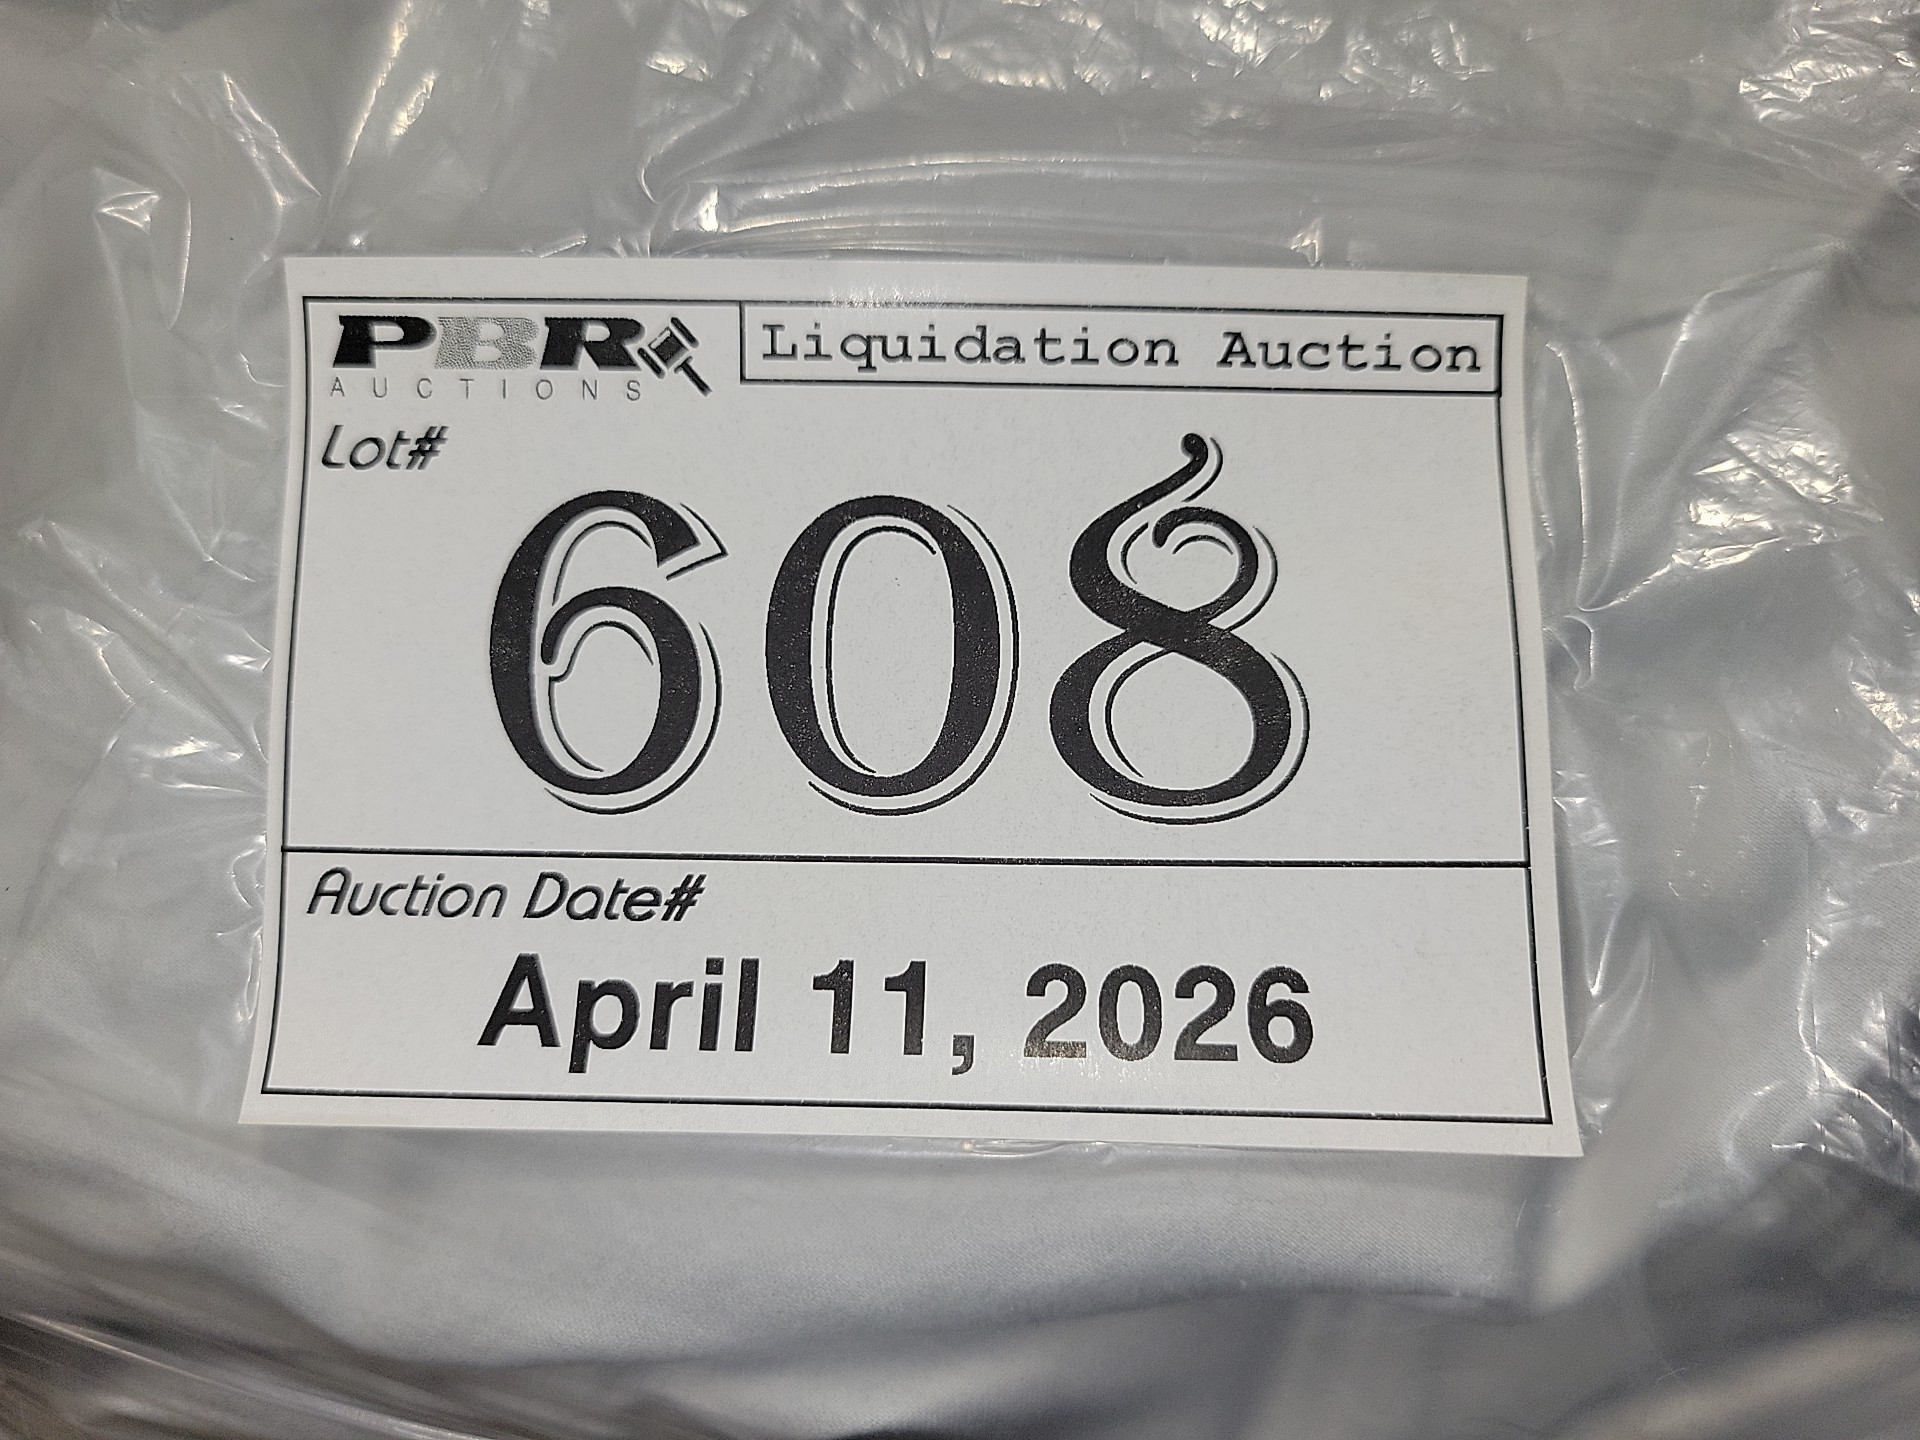 PBR
AUCTIONS
Liquidation Auction
Lot#
608
Auction Date#
April 11, 2026